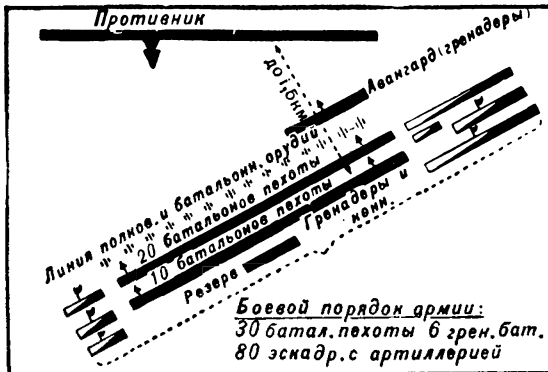 Противник
до 1,5км
Авангард (гренадеры)
Линия полков. и батальонн. орудий
20 батальонов пехоты
10 батальонов пехоты
Гренадеры и
конн.
Резерв
Боевой порядок армии:
30 батал. пехоты 6 грен. бат.
80 эскадр. с артиллерией